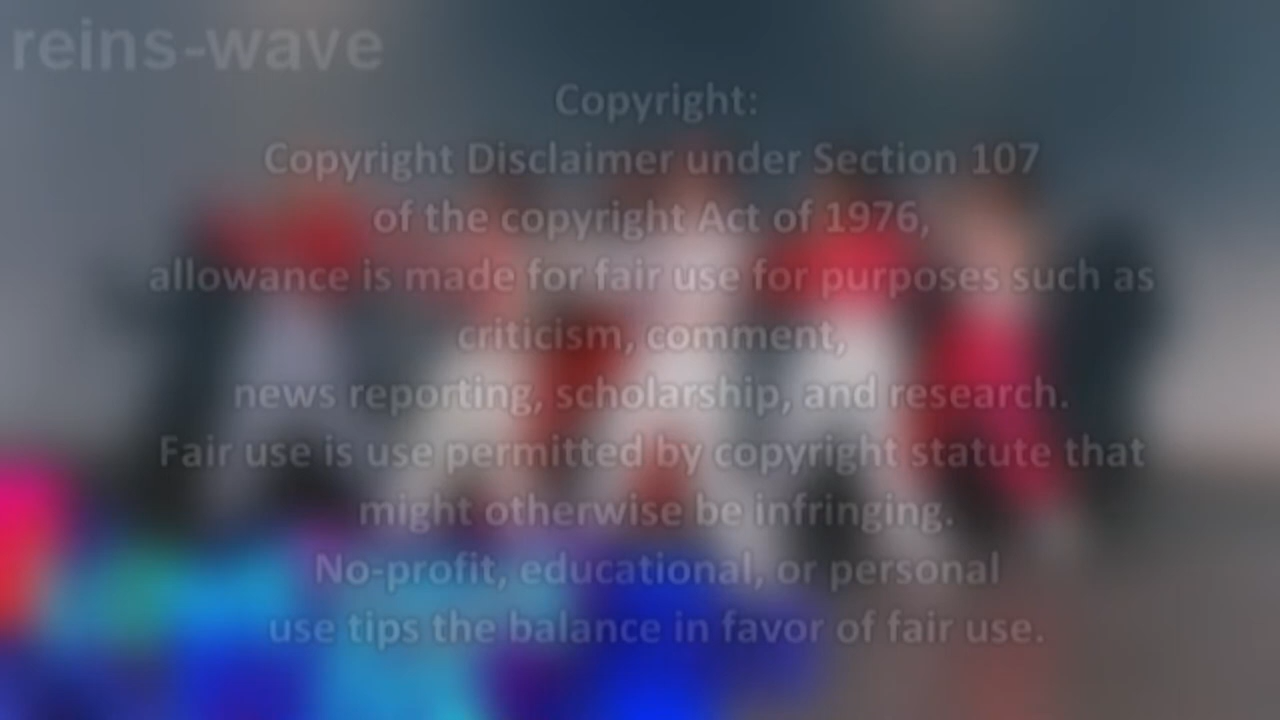 reins-wave
Copyright:
Copyright Disclaimer under Section 107
of the copyright Act of 1976,
allowance is made for fair use for purposes such as
criticism, comment,
news reporting, scholarship, and research.
Fair use is use permitted by copyright statute that
might otherwise be infringing.
No-profit, educational, or personal
use tips the balance in favor of fair use.